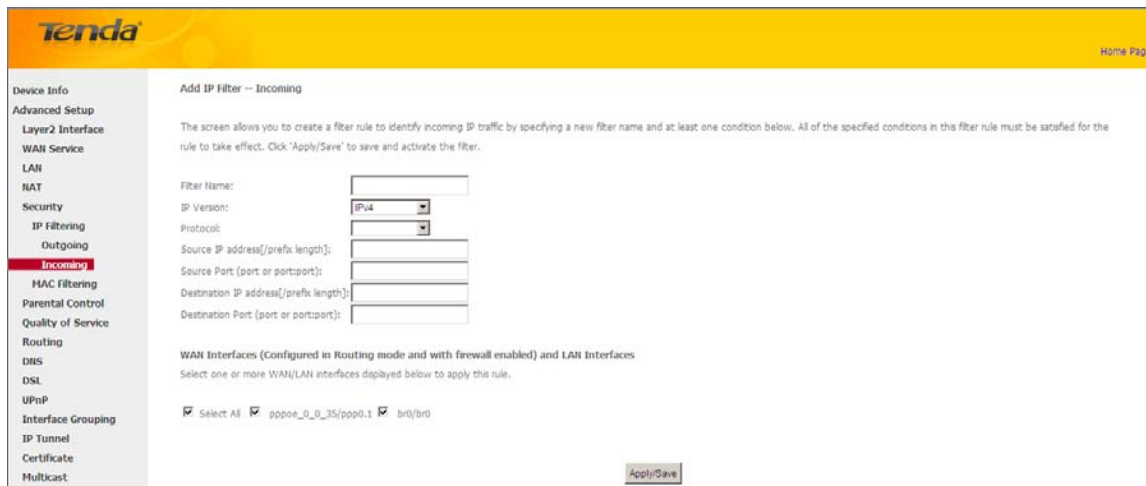 Tenda
Home Pag
Device Info
Advanced Setup
Layer2 Interface
WAN Service
LAN
NAT
Security
IP Filtering
Outgoing
Incoming
MAC Filtering
Parental Control
Quality of Service
Routing
DNS
DSL
UPnP
Interface Grouping
IP Tunnel
Certificate
Multicast
Add IP Filter -- Incoming
The screen allows you to create a filter rule to identify incoming IP traffic by specifying a new filter name and at least one condition below. All of the specified conditions in this filter rule must be satisfied for the
rule to take effect. Click 'Apply/Save' to save and activate the filter.
Filter Name:
IP Version: IPv4
Protocol:
Source IP address[/prefix length]:
Source Port (port or port:port):
Destination IP address[/prefix length]:
Destination Port (port or port:port):
WAN Interfaces (Configured in Routing mode and with firewall enabled) and LAN Interfaces
Select one or more WAN/LAN interfaces displayed below to apply this rule.
Select All pppoe_0_0_35/ppp0.1 br0/br0
Apply/Save